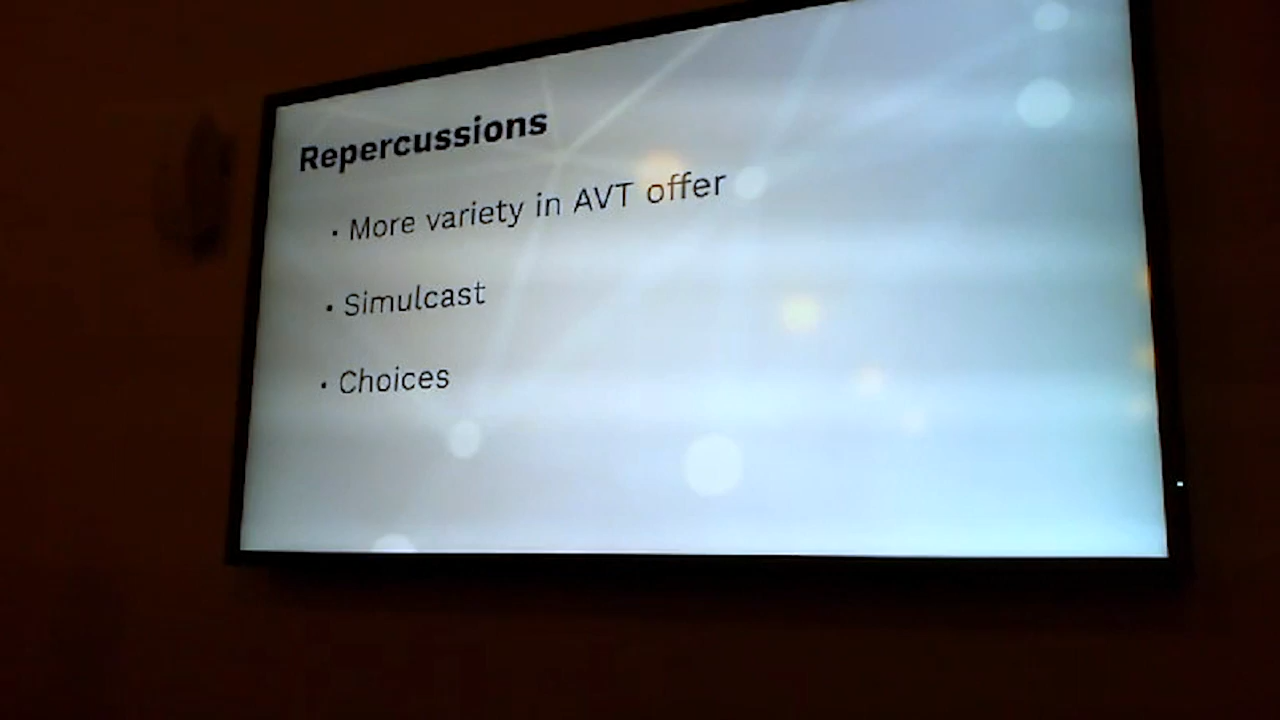 Repercussions
• More variety in AVT offer
• Simulcast
• Choices